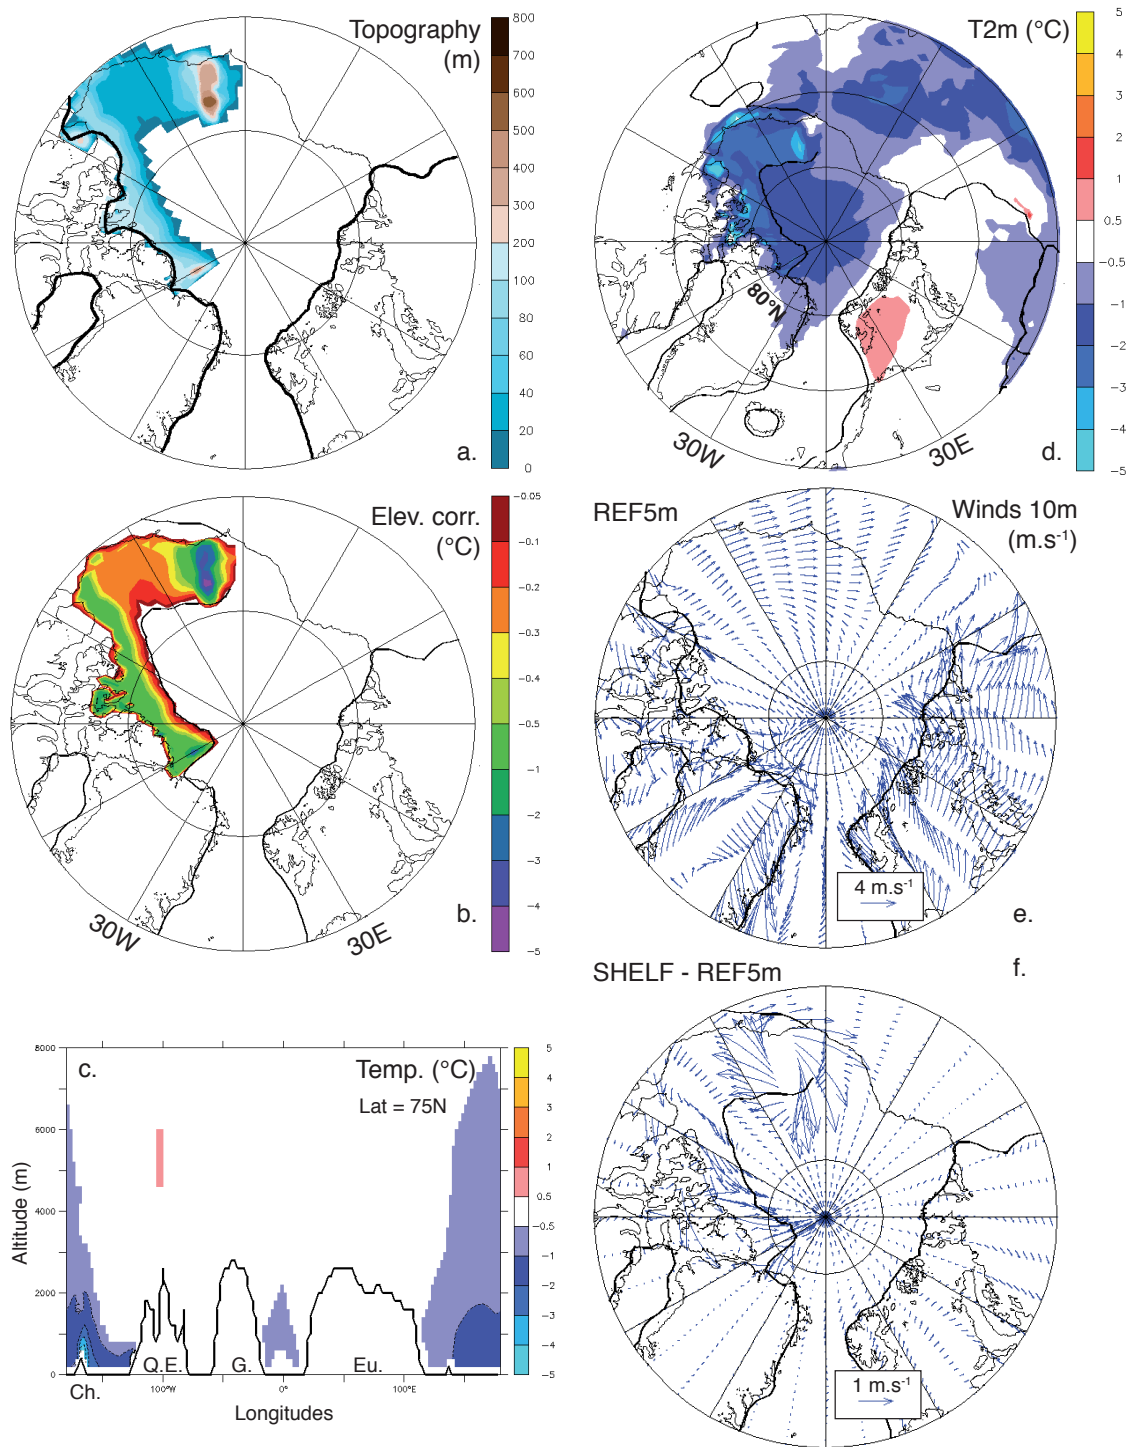 Topography
(m)
800
700
600
500
400
300
200
100
80
60
40
20
0
a.
T2m (°C)
5
4
3
2
1
0.5
-0.5
-1
-2
-3
-4
-5
80°N
30W
30E
d.
Elev. corr.
(°C)
-0.05
-0.1
-0.2
-0.3
-0.4
-0.5
-1
-2
-3
-4
-5
30W
30E
b.
REF5m
Winds 10m
(m.s-1)
4 m.s-1
e.
c.
Temp. (°C)
Lat = 75N
8000
6000
4000
2000
0
Altitude (m)
Q.E.
G.
Eu.
Ch.
100°W
0°
100°E
Longitudes
5
4
3
2
1
0.5
-0.5
-1
-2
-3
-4
-5
SHELF - REF5m
f.
1 m.s-1